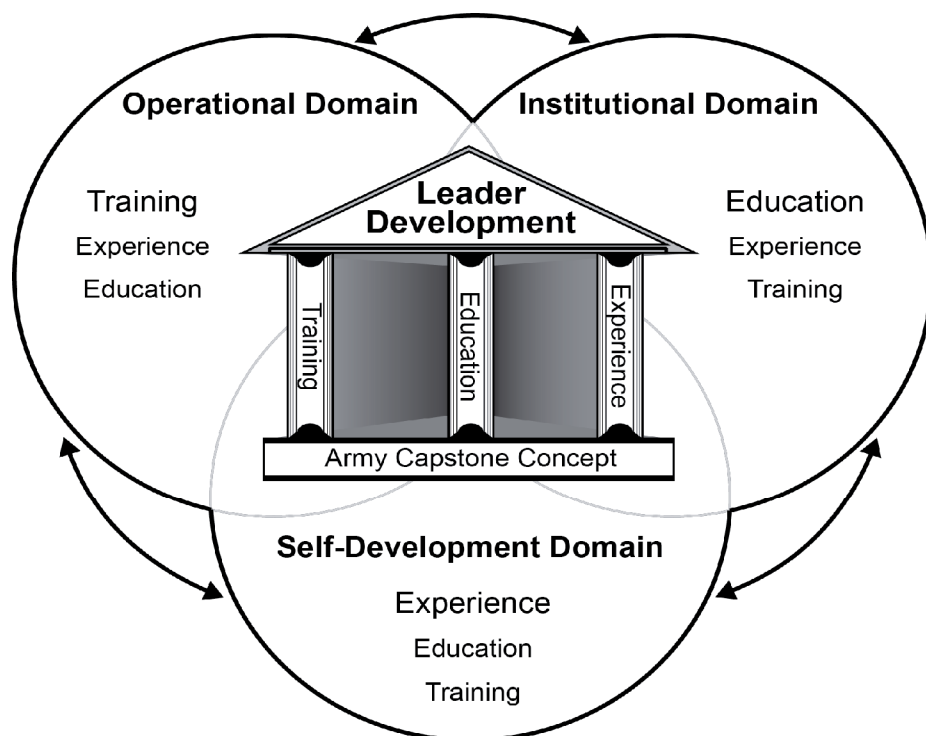 Operational Domain
Training
Experience
Education
Institutional Domain
Education
Experience
Training
Leader
Development
Training
Education
Experience
Army Capstone Concept
Self-Development Domain
Experience
Education
Training